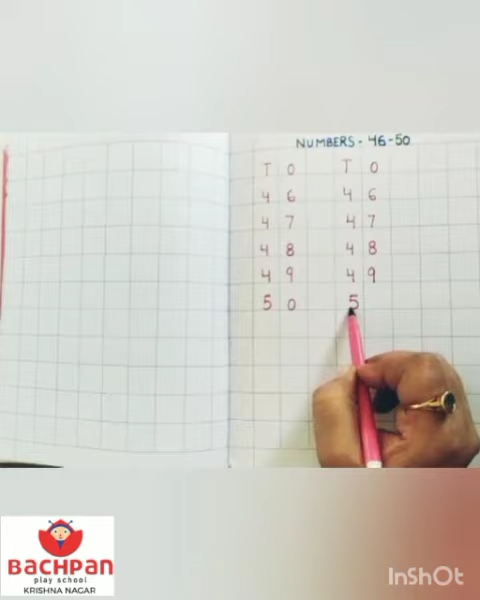 NUMBERS - 46-50
T O T O
4 6 4 6
4 7 4 7
4 8 4 8
4 9 4 9
5 0 5
BACHPAN
play school
KRISHNA NAGAR
InShOt